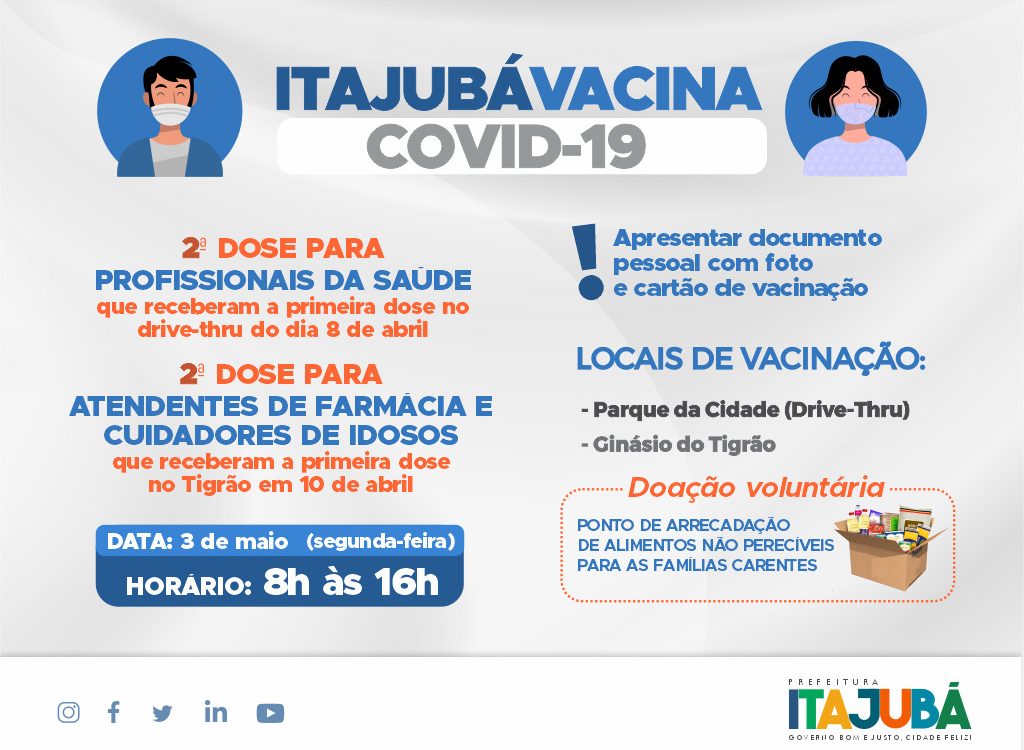 ITAJUBÁVACINA
COVID-19
2ª DOSE PARA
PROFISSIONAIS DA SAÚDE
que receberam a primeira dose no
drive-thru do dia 8 de abril
2ª DOSE PARA
ATENDENTES DE FARMÁCIA E
CUIDADORES DE IDOSOS
que receberam a primeira dose
no Tigrão em 10 de abril
DATA: 3 de maio (segunda-feira)
HORÁRIO: 8h às 16h
! Apresentar documento
pessoal com foto
e cartão de vacinação
LOCAIS DE VACINAÇÃO:
- Parque da Cidade (Drive-Thru)
- Ginásio do Tigrão
Doação voluntária
PONTO DE ARRECADAÇÃO
DE ALIMENTOS NÃO PERECÍVEIS
PARA AS FAMÍLIAS CARENTES
PREFEITURA
ITAJUBÁ
GOVERNO BOM E JUSTO, CIDADE FELIZ!